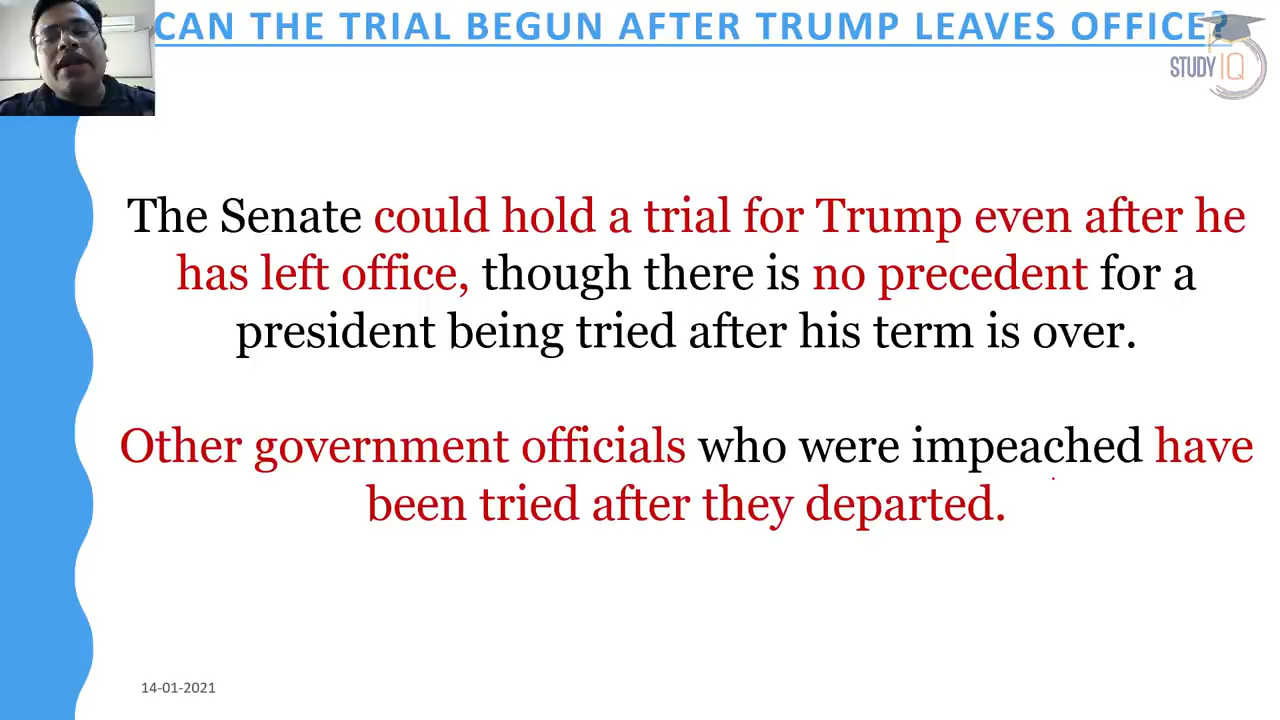 CAN THE TRIAL BEGUN AFTER TRUMP LEAVES OFFICE?
STUDY IQ
The Senate could hold a trial for Trump even after he
has left office, though there is no precedent for a
president being tried after his term is over.
Other government officials who were impeached have
been tried after they departed.
14-01-2021